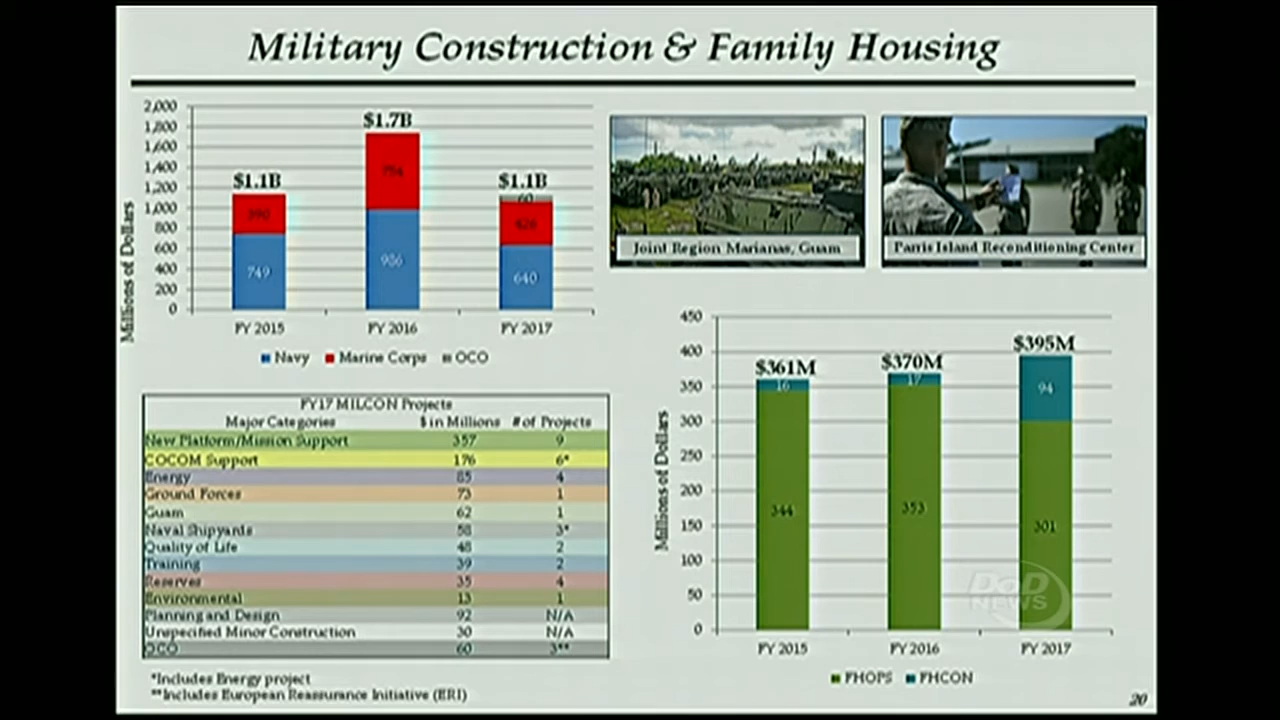 Military Construction & Family Housing
Millions of Dollars
2,000
1,800
1,600
1,400
1,200
1,000
800
600
400
200
0
$1.1B
$1.7B
$1.1B
390
60
749
986
640
FY 2015 FY 2016 FY 2017
Navy Marine Corps OCO
Joint Region Marianas, Guam
Parris Island Reconditioning Center
FY17 MILCON Projects
Major Categories $ in Millions # of Projects
New Platform/Mission Support 357 9
COCOM Support 176 6*
Energy 85 4
Ground Forces 73 1
Guam 62 1
Naval Shipyards 58 3*
Quality of Life 48 2
Training 39 2
Reserves 35 4
Environmental 13 1
Planning and Design 92 N/A
Unspecified Minor Construction 30 N/A
OCO 60 3**
*Includes Energy project
**Includes European Reassurance Initiative (ERI)
Millions of Dollars
450
400
350
300
250
200
150
100
50
0
$361M
$370M
$395M
16
17
94
344
353
301
FY 2015 FY 2016 FY 2017
FHOPS FHCON
DoD
NEWS
20